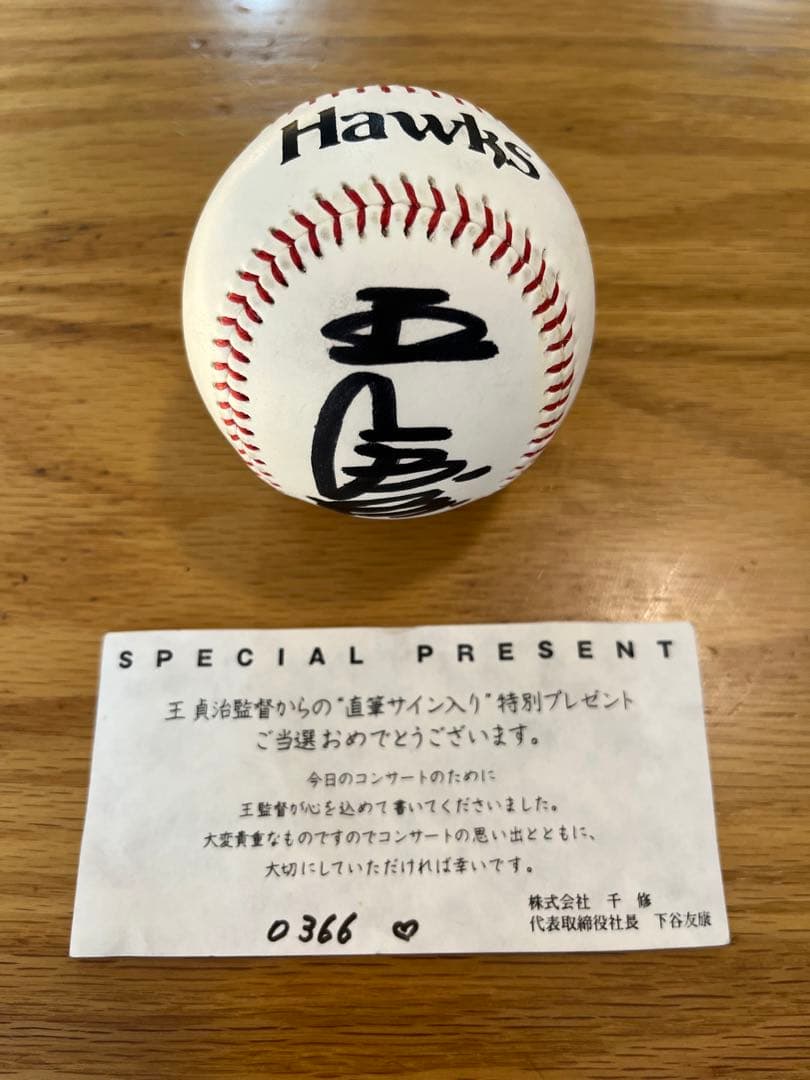 Hawks
王
SPECIAL PRESENT
王 貞治監督からの"直筆サイン入り"特別プレゼント
ご当選おめでとうございます。
今日のコンサートのために
王監督が心を込めて書いてくださいました。
大変貴重なものですのでコンサートの思い出とともに、
大切にしていただければ幸いです。
株式会社 千 修
代表取締役社長 下谷友康
0366 ♡